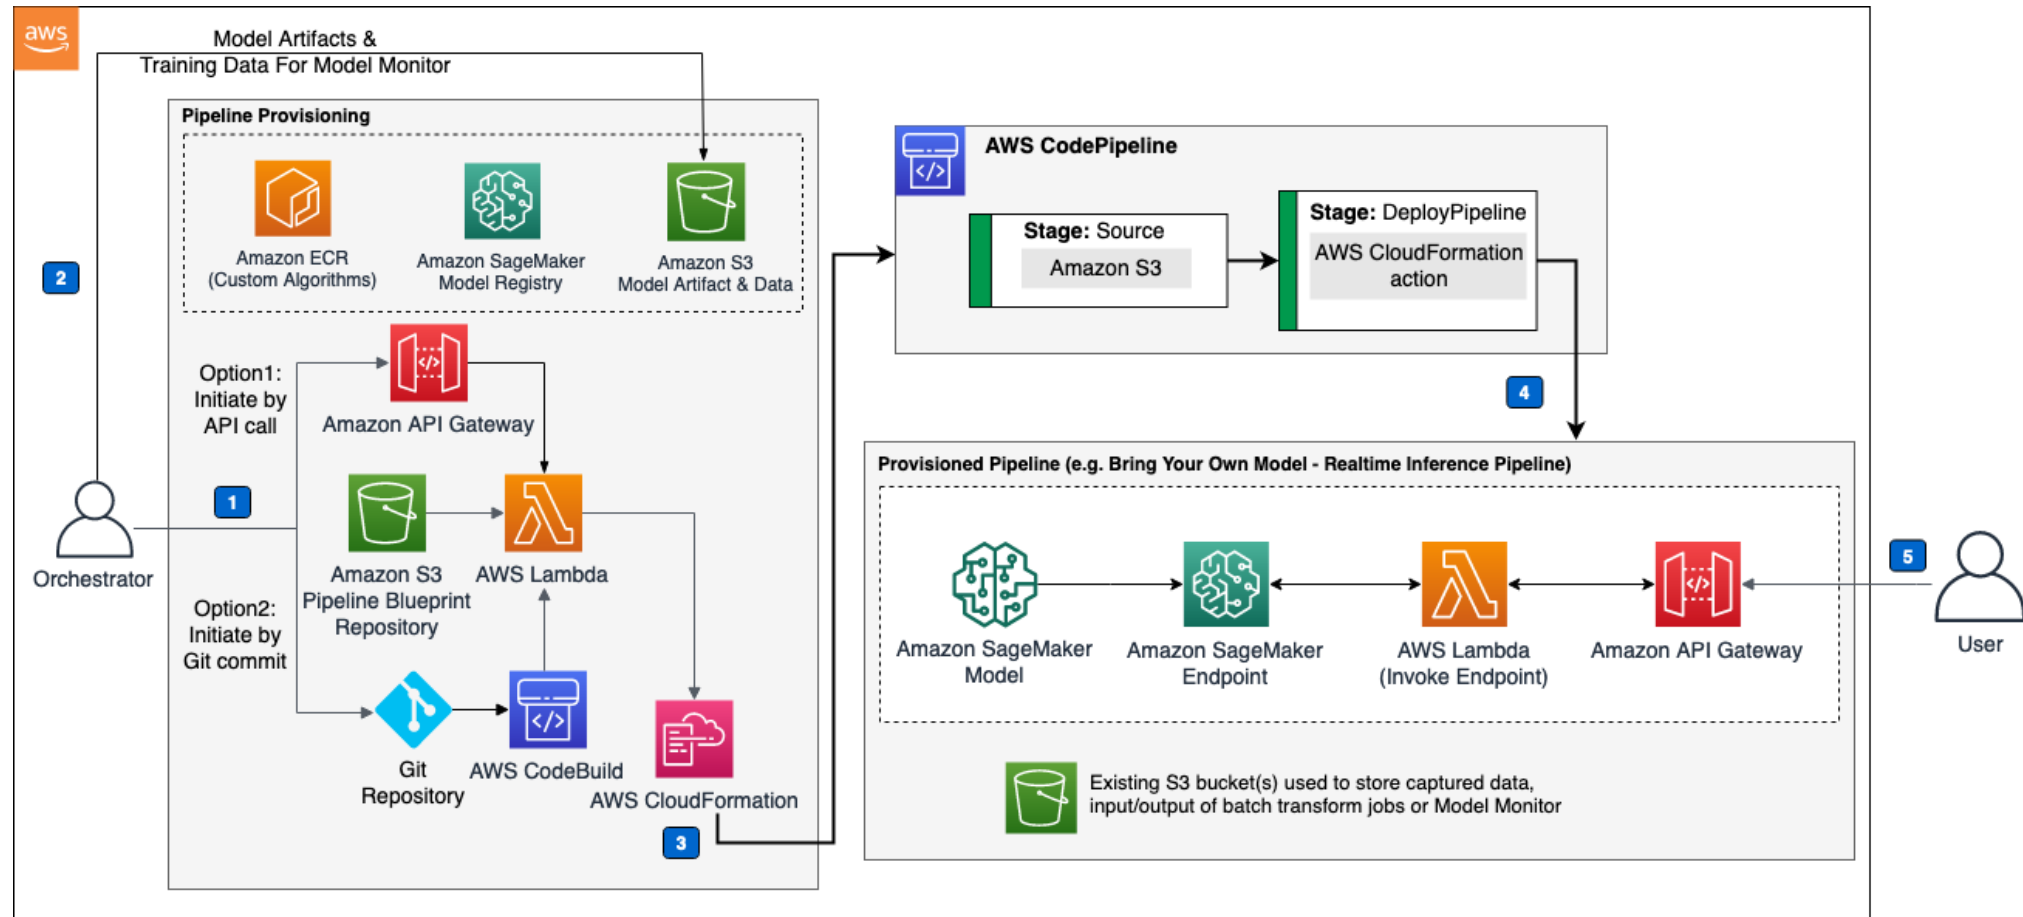 aws
Model Artifacts &
Training Data For Model Monitor
Pipeline Provisioning
Amazon ECR
(Custom Algorithms)
Amazon SageMaker
Model Registry
Amazon S3
Model Artifact & Data
2
Option1:
Initiate by
API call
Amazon API Gateway
1
Orchestrator
Amazon S3
Pipeline Blueprint
Repository
AWS Lambda
Option2:
Initiate by
Git commit
Git
Repository
AWS CodeBuild
AWS CloudFormation
3
AWS CodePipeline
Stage: Source
Amazon S3
Stage: DeployPipeline
AWS CloudFormation
action
4
Provisioned Pipeline (e.g. Bring Your Own Model - Realtime Inference Pipeline)
Amazon SageMaker
Model
Amazon SageMaker
Endpoint
AWS Lambda
(Invoke Endpoint)
Amazon API Gateway
5
User
Existing S3 bucket(s) used to store captured data,
input/output of batch transform jobs or Model Monitor